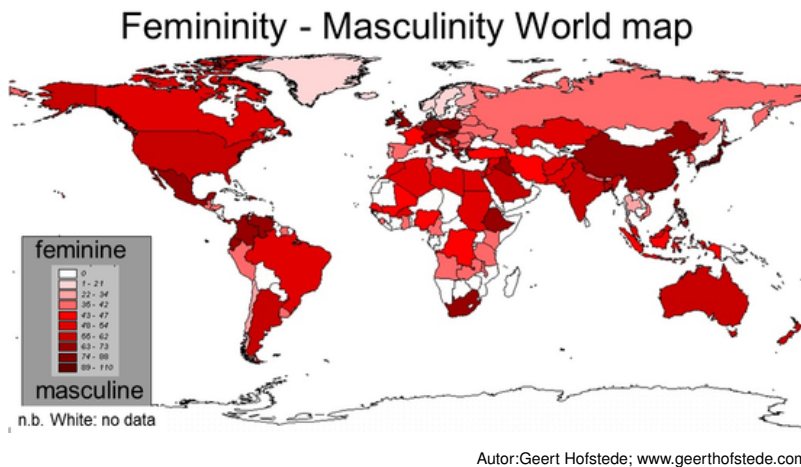 Femininity - Masculinity World map
feminine
0
1 - 21
22 - 34
35 - 42
43 - 47
48 - 54
55 - 62
63 - 73
74 - 88
89 - 110
masculine
n.b. White: no data
Autor:Geert Hofstede; www.geerthofstede.com